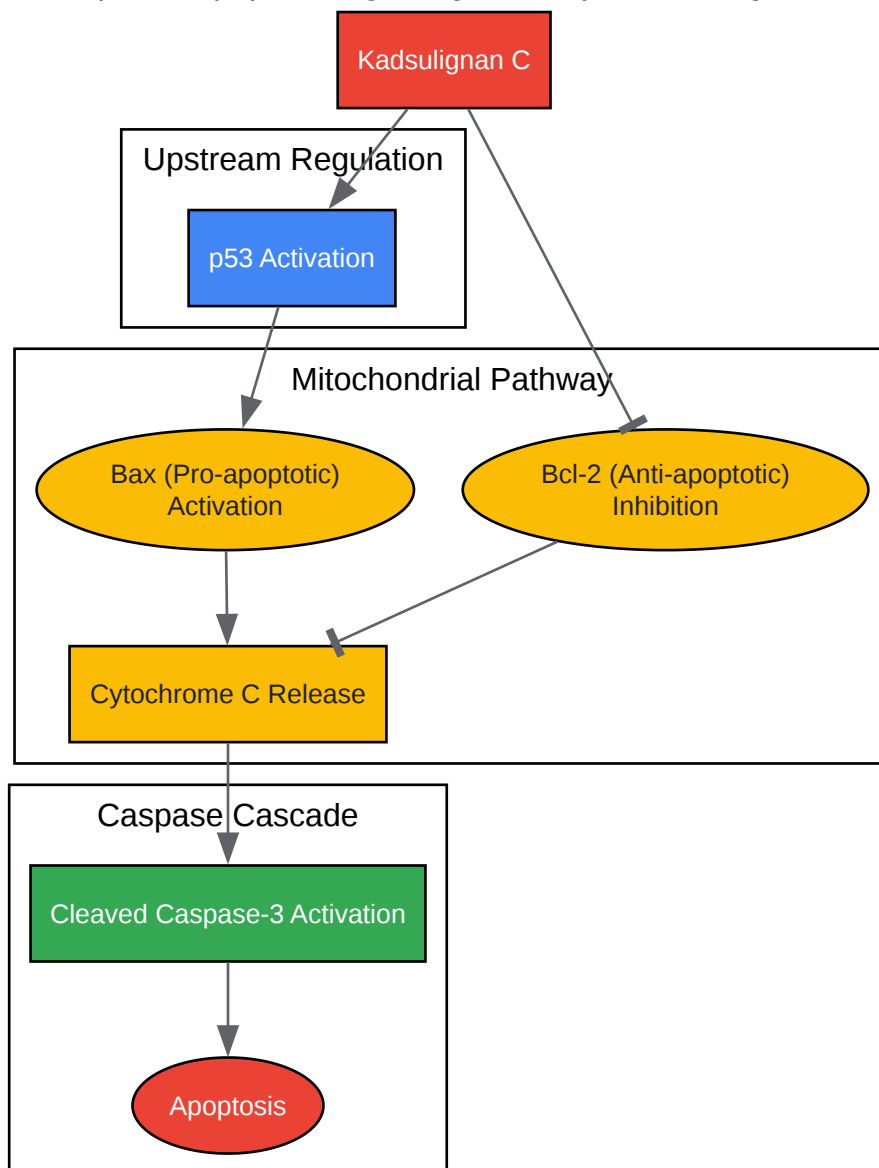 Kadsulignan C
Upstream Regulation
p53 Activation
Mitochondrial Pathway
Bax (Pro-apoptotic)
Activation
Bcl-2 (Anti-apoptotic)
Inhibition
Cytochrome C Release
Caspase Cascade
Cleaved Caspase-3 Activation
Apoptosis